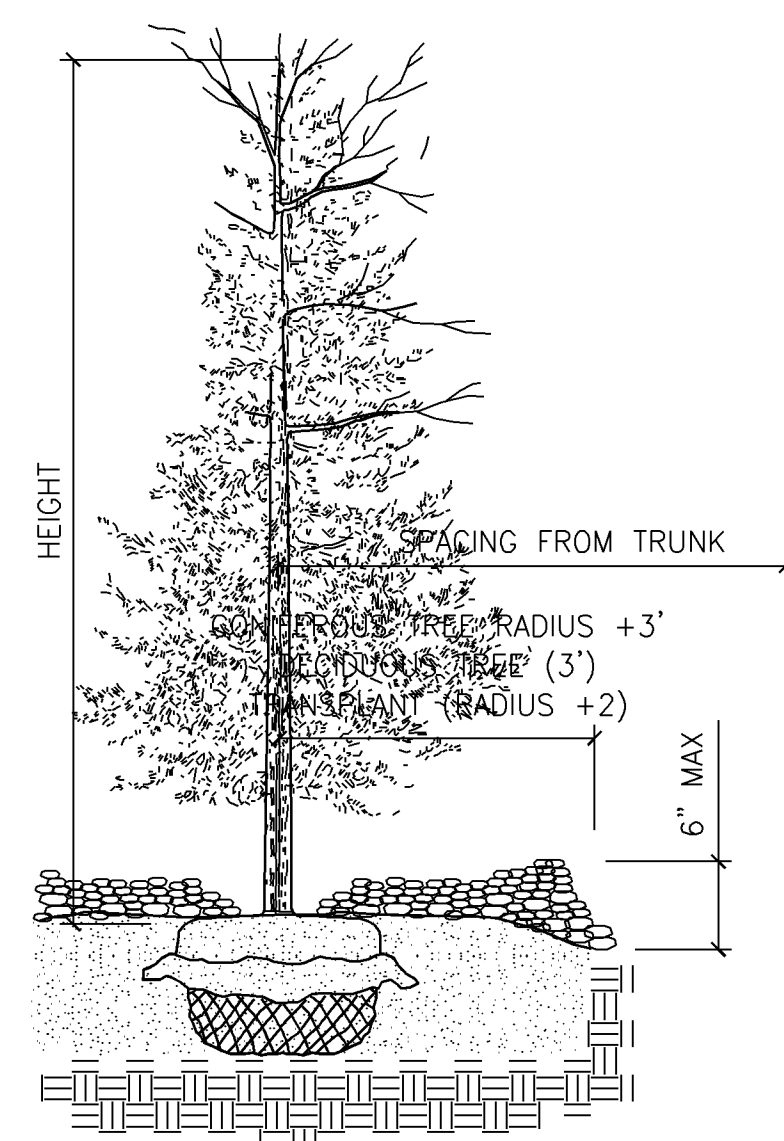 HEIGHT
SPACING FROM TRUNK
CONIFEROUS TREE RADIUS +3'
DECIDUOUS TREE (3')
TRANSPLANT (RADIUS +2)
6" MAX